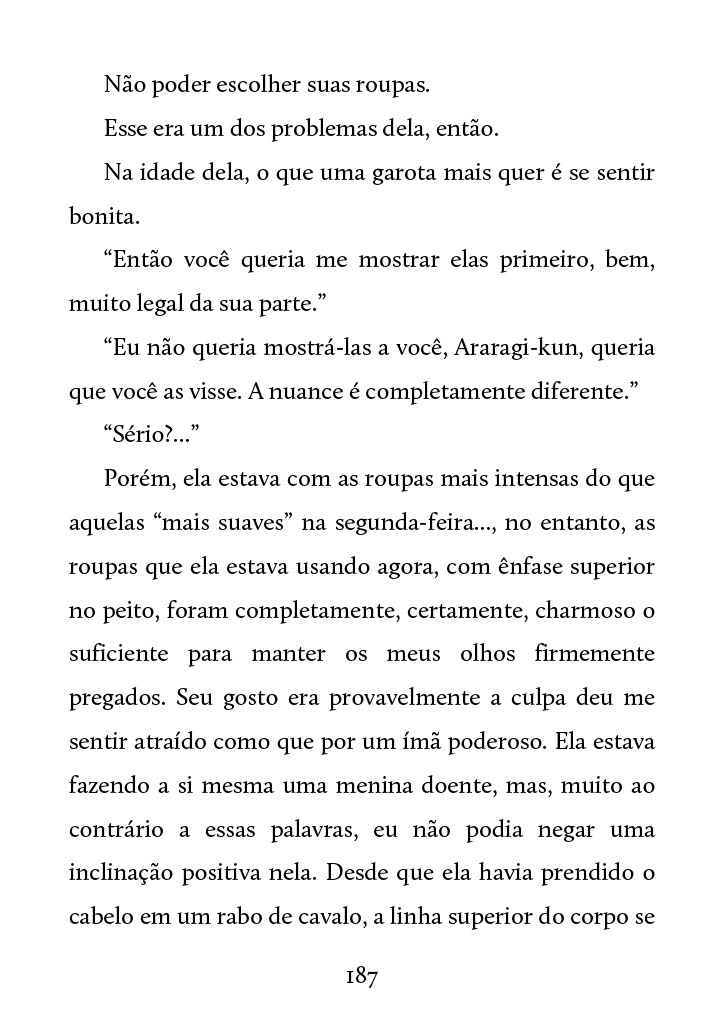 Não poder escolher suas roupas.
Esse era um dos problemas dela, então.
Na idade dela, o que uma garota mais quer é se sentir
bonita.
“Então você queria me mostrar elas primeiro, bem,
muito legal da sua parte.”
“Eu não queria mostrá-las a você, Araragi-kun, queria
que você as visse. A nuance é completamente diferente.”
“Sério?...”
Porém, ela estava com as roupas mais intensas do que
aquelas “mais suaves” na segunda-feira..., no entanto, as
roupas que ela estava usando agora, com ênfase superior
no peito, foram completamente, certamente, charmoso o
suficiente para manter os meus olhos firmemente
pregados. Seu gosto era provavelmente a culpa deu me
sentir atraído como que por um ímã poderoso. Ela estava
fazendo a si mesma uma menina doente, mas, muito ao
contrário a essas palavras, eu não podia negar uma
inclinação positiva nela. Desde que ela havia prendido o
cabelo em um rabo de cavalo, a linha superior do corpo se
187